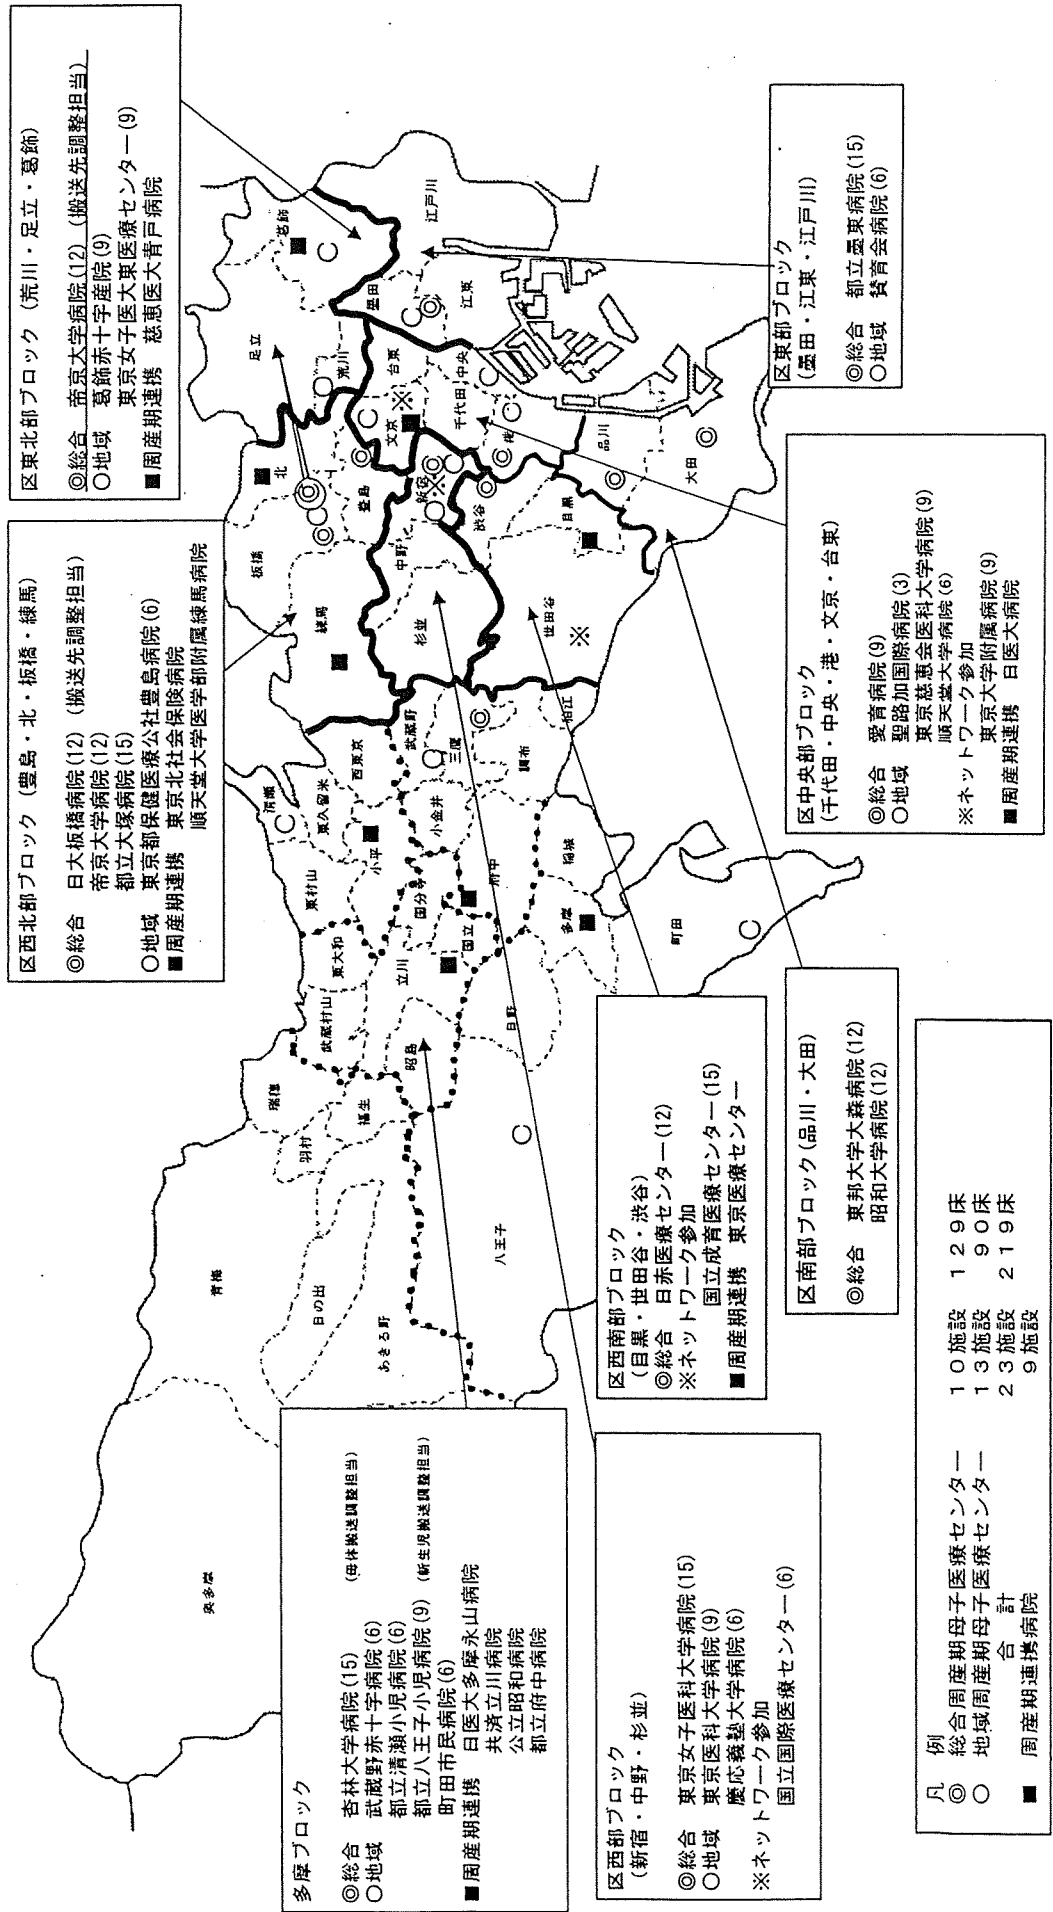 区東北部ブロック (荒川・足立・葛飾)
◎総合 帝京大学病院(12) (搬送先調整担当)
○地域 葛飾赤十字産院(9)
東京女子医大東医療センター(9)
■周産期連携 慈恵医大青戸病院
区西北部ブロック (豊島・北・板橋・練馬)
◎総合 日大板橋病院(12) (搬送先調整担当)
帝京大学病院(12)
都立大塚病院(15)
○地域 東京都保健医療公社豊島病院(6)
■周産期連携 東京北社会保険病院
順天堂大学医学部附属練馬病院
区東部ブロック
(墨田・江東・江戸川)
◎総合 都立墨東病院(15)
○地域 賛育会病院(6)
区中央部ブロック
(千代田・中央・港・文京・台東)
◎総合 愛育病院(9)
○地域 聖路加国際病院(3)
東京慈恵会医科大学病院(9)
順天堂大学病院(6)
※ネットワーク参加
東京大学附属病院(9)
■周産期連携 日医大病院
区南部ブロック(品川・大田)
◎総合 東邦大学大森病院(12)
昭和大学病院(12)
区西南部ブロック
(目黒・世田谷・渋谷)
◎総合 日赤医療センター(12)
※ネットワーク参加
国立成育医療センター(15)
■周産期連携 東京医療センター
多摩ブロック
◎総合 杏林大学病院(15) (母体搬送調整担当)
○地域 武蔵野赤十字病院(6)
都立清瀬小児病院(6)
都立八王子小児病院(9) (新生児搬送調整担当)
町田市民病院(6)
■周産期連携 日医大多摩永山病院
共済立川病院
公立昭和病院
都立府中病院
区西部ブロック
(新宿・中野・杉並)
◎総合 東京女子医科大学病院(15)
○地域 東京医科大学病院(9)
慶応義塾大学病院(6)
※ネットワーク参加
国立国際医療センター(6)
凡 例
◎ 総合周産期母子医療センター 10施設 129床
○ 地域周産期母子医療センター 13施設 90床
合 計 23施設 219床
■ 周産期連携病院 9施設
奥多摩
青梅
日の出
あきる野
八王子
瑞穂
羽村
福生
武蔵村山
昭島
立川
東大和
東村山
清瀬
東久留米
西東京
小平
国分寺
小金井
武蔵野
三鷹
国立
府中
調布
狛江
日野
多摩
稲城
町田
練馬
板橋
北
豊島
足立
荒川
葛飾
墨田
江東
江戸川
台東
文京
千代田
中央
港
新宿
中野
杉並
渋谷
目黒
世田谷
品川
大田